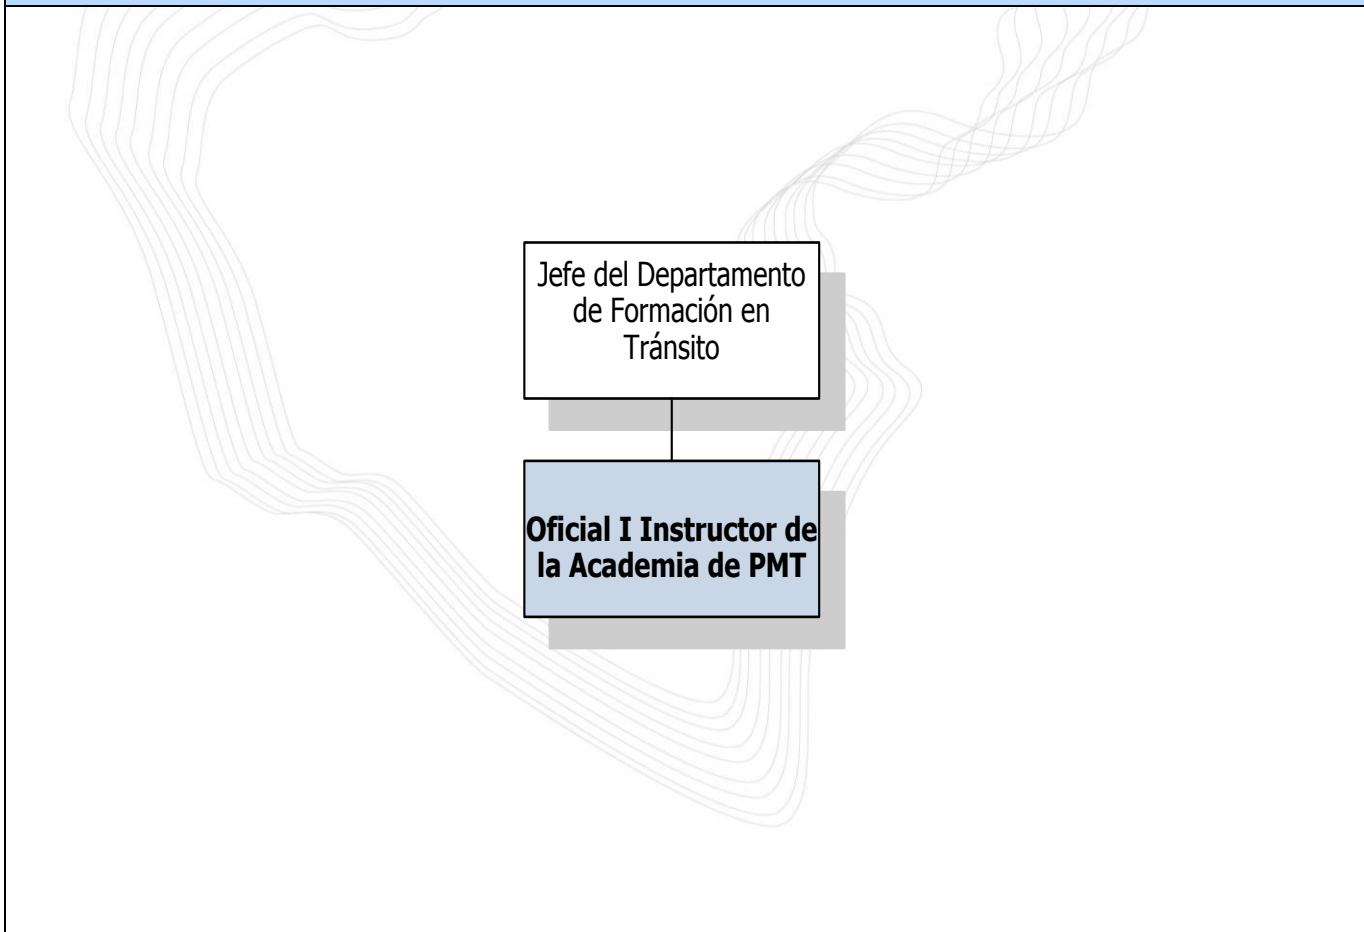 Jefe del Departamento
de Formación en
Tránsito
Oficial I Instructor de
la Academia de PMT